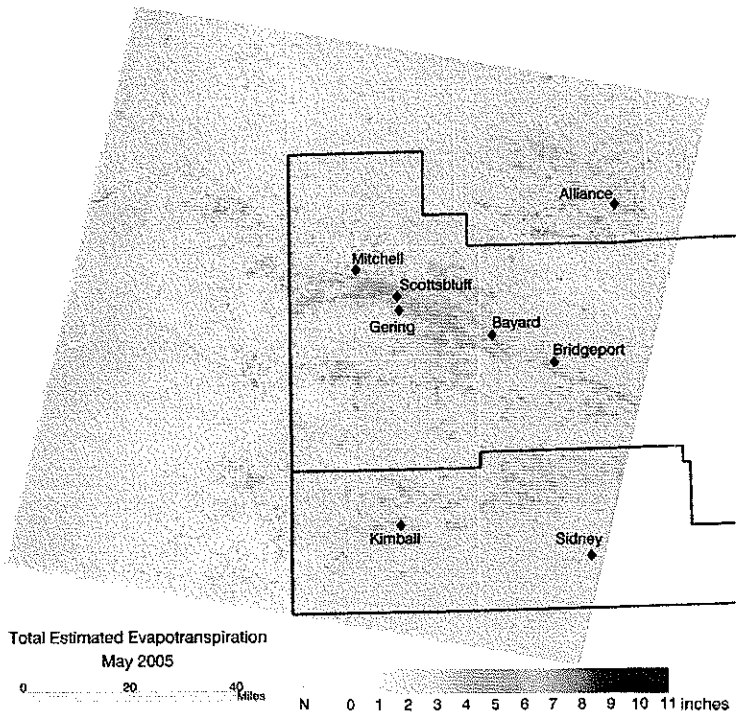 Alliance
Mitchell
Scottsbluff
Gering
Bayard
Bridgeport
Kimball
Sidney
Total Estimated Evapotranspiration
May 2005
0 20 40 Miles
N 0 1 2 4 5 6 7 8 9 10 11 inches